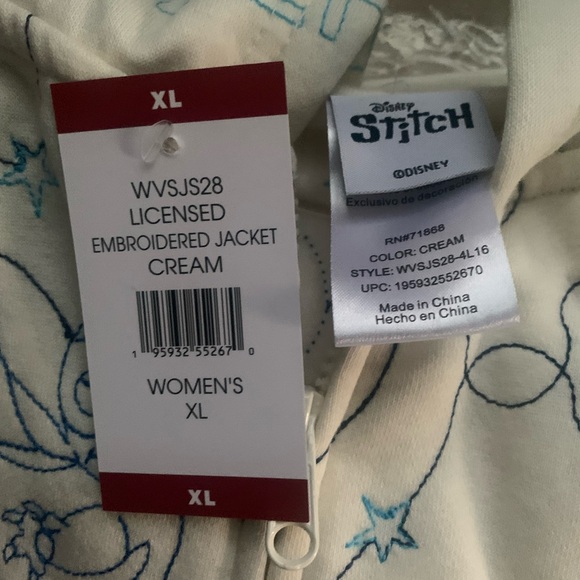 XL
WVSJS28
LICENSED
EMBROIDERED JACKET
CREAM
1 95932 55267 0
WOMEN'S
XL
XL
Disney
Stitch
©DISNEY
Exclusivo de decoración
RN#71868
COLOR: CREAM
STYLE: WVSJS28-4L16
UPC: 195932552670
Made in China
Hecho en China